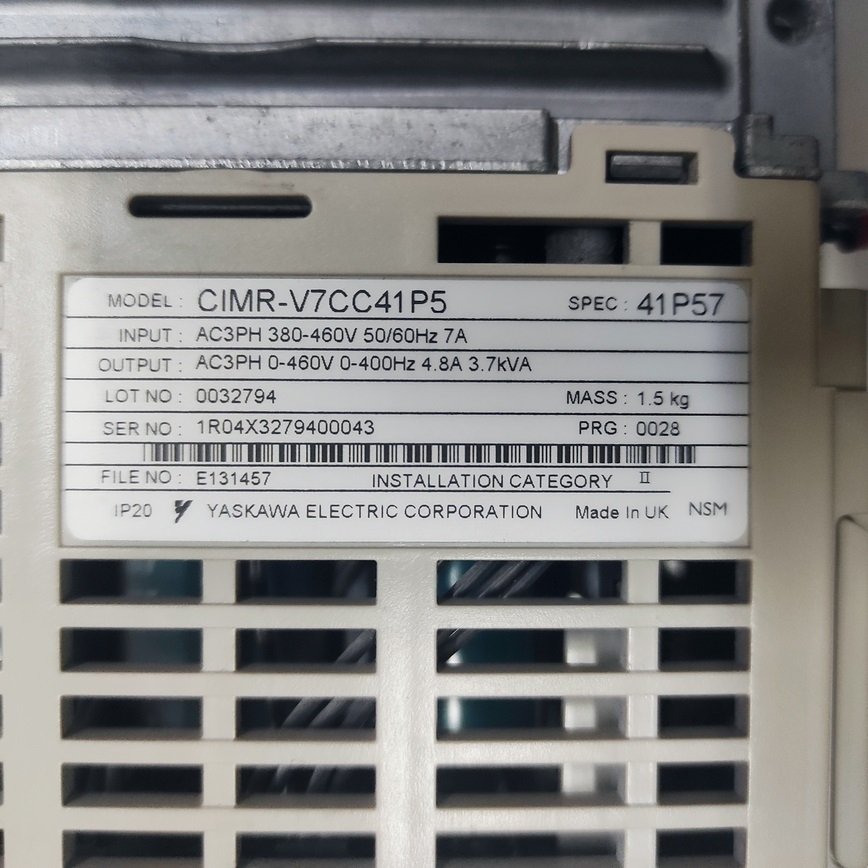 MODEL : CIMR-V7CC41P5 SPEC : 41P57
INPUT : AC3PH 380-460V 50/60Hz 7A
OUTPUT : AC3PH 0-460V 0-400Hz 4.8A 3.7kVA
LOT NO : 0032794 MASS : 1.5 kg
SER NO : 1R04X3279400043 PRG : 0028
FILE NO : E131457 INSTALLATION CATEGORY II
IP20 YASKAWA ELECTRIC CORPORATION Made In UK NSM